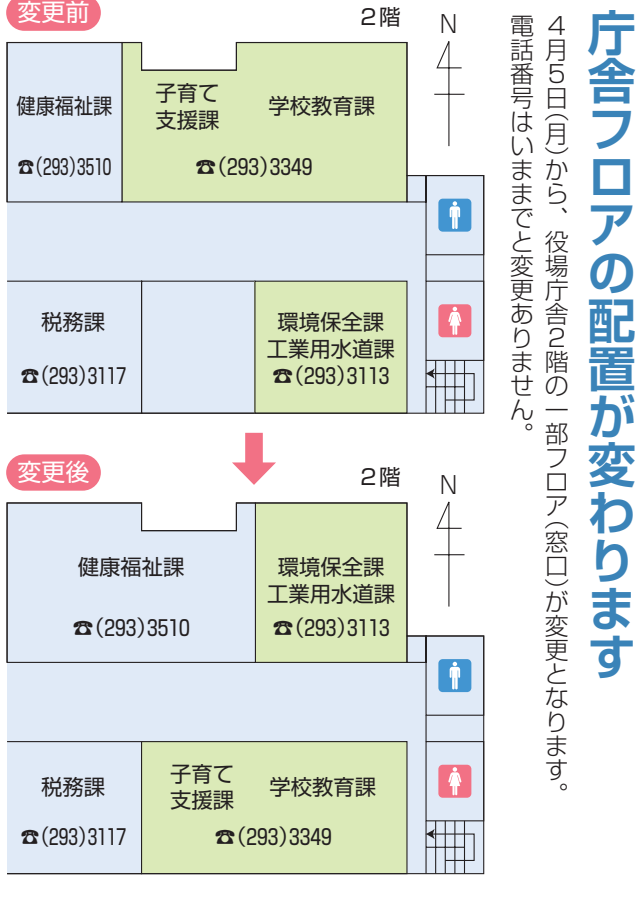 庁舎フロアの配置が変わります
4月5日(月)から、役場庁舎2階の一部フロア(窓口)が変更となります。
電話番号はいままでと変更ありません。
変更前
2階
N
健康福祉課
☎(293)3510
子育て
支援課
学校教育課
☎(293)3349
税務課
☎(293)3117
環境保全課
工業用水道課
☎(293)3113
変更後
2階
N
健康福祉課
☎(293)3510
環境保全課
工業用水道課
☎(293)3113
税務課
☎(293)3117
子育て
支援課
学校教育課
☎(293)3349